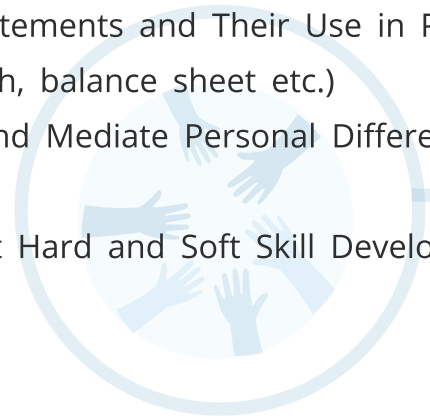 tements and Their Use in
h, balance sheet etc.)
nd Mediate Personal Differe
t Hard and Soft Skill Develo